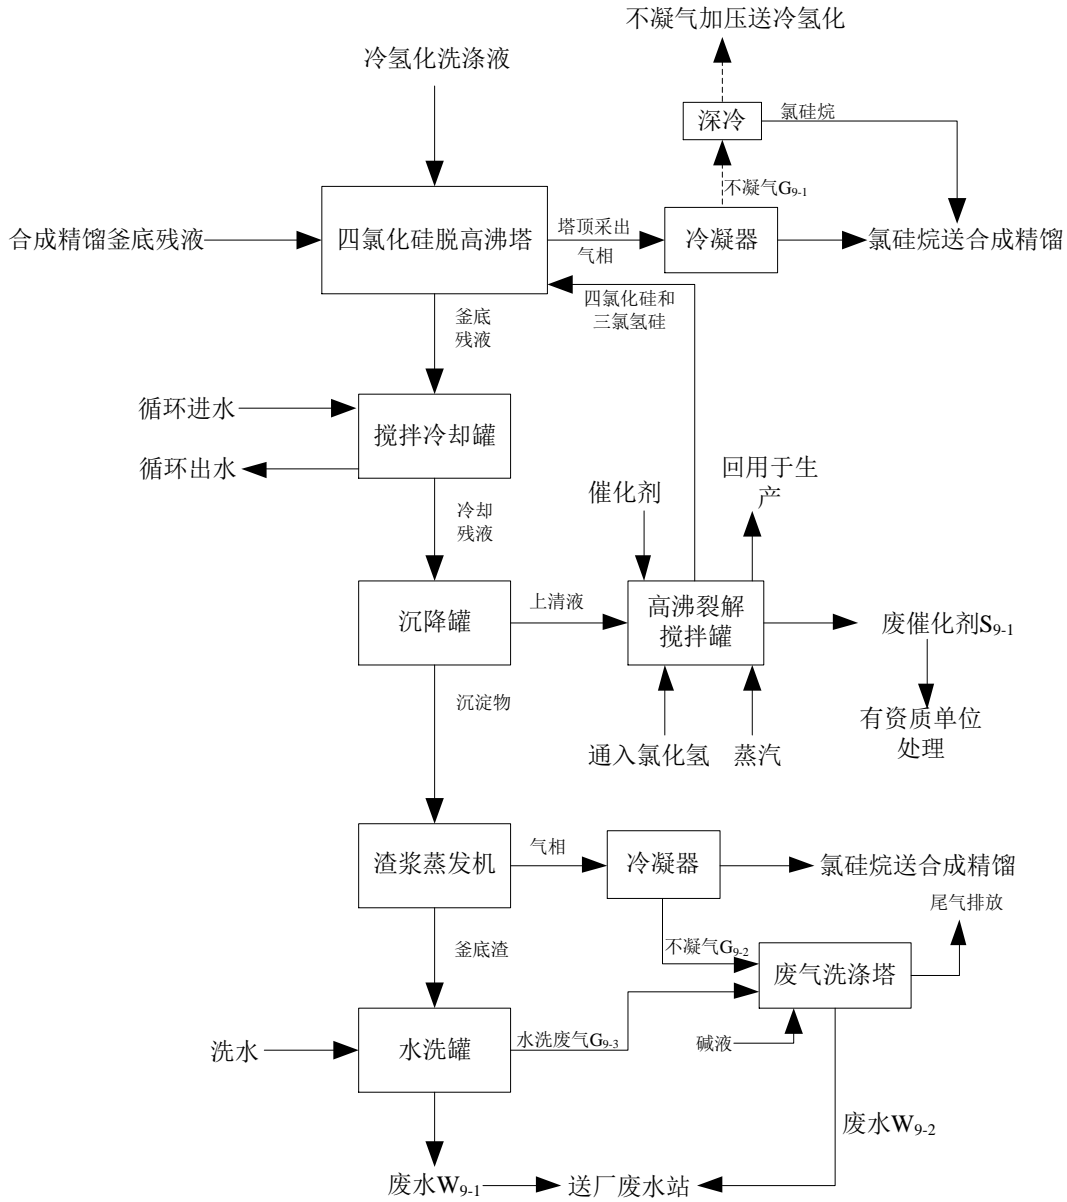 不凝气加压送冷氢化
冷氢化洗涤液
深冷
氯硅烷
不凝气G9-1
合成精馏釜底残液
四氯化硅脱高沸塔
塔顶采出
气相
冷凝器
氯硅烷送合成精馏
四氯化硅和
三氯氢硅
釜底
残液
循环进水
搅拌冷却罐
循环出水
回用于生
产
催化剂
冷却
残液
沉降罐
上清液
高沸裂解
搅拌罐
废催化剂S9-1
沉淀物
有资质单位
处理
通入氯化氢
蒸汽
渣浆蒸发机
气相
冷凝器
氯硅烷送合成精馏
尾气排放
釜底渣
不凝气G9-2
废气洗涤塔
洗水
水洗罐
水洗废气G9-3
碱液
废水W9-2
废水W9-1
送厂废水站